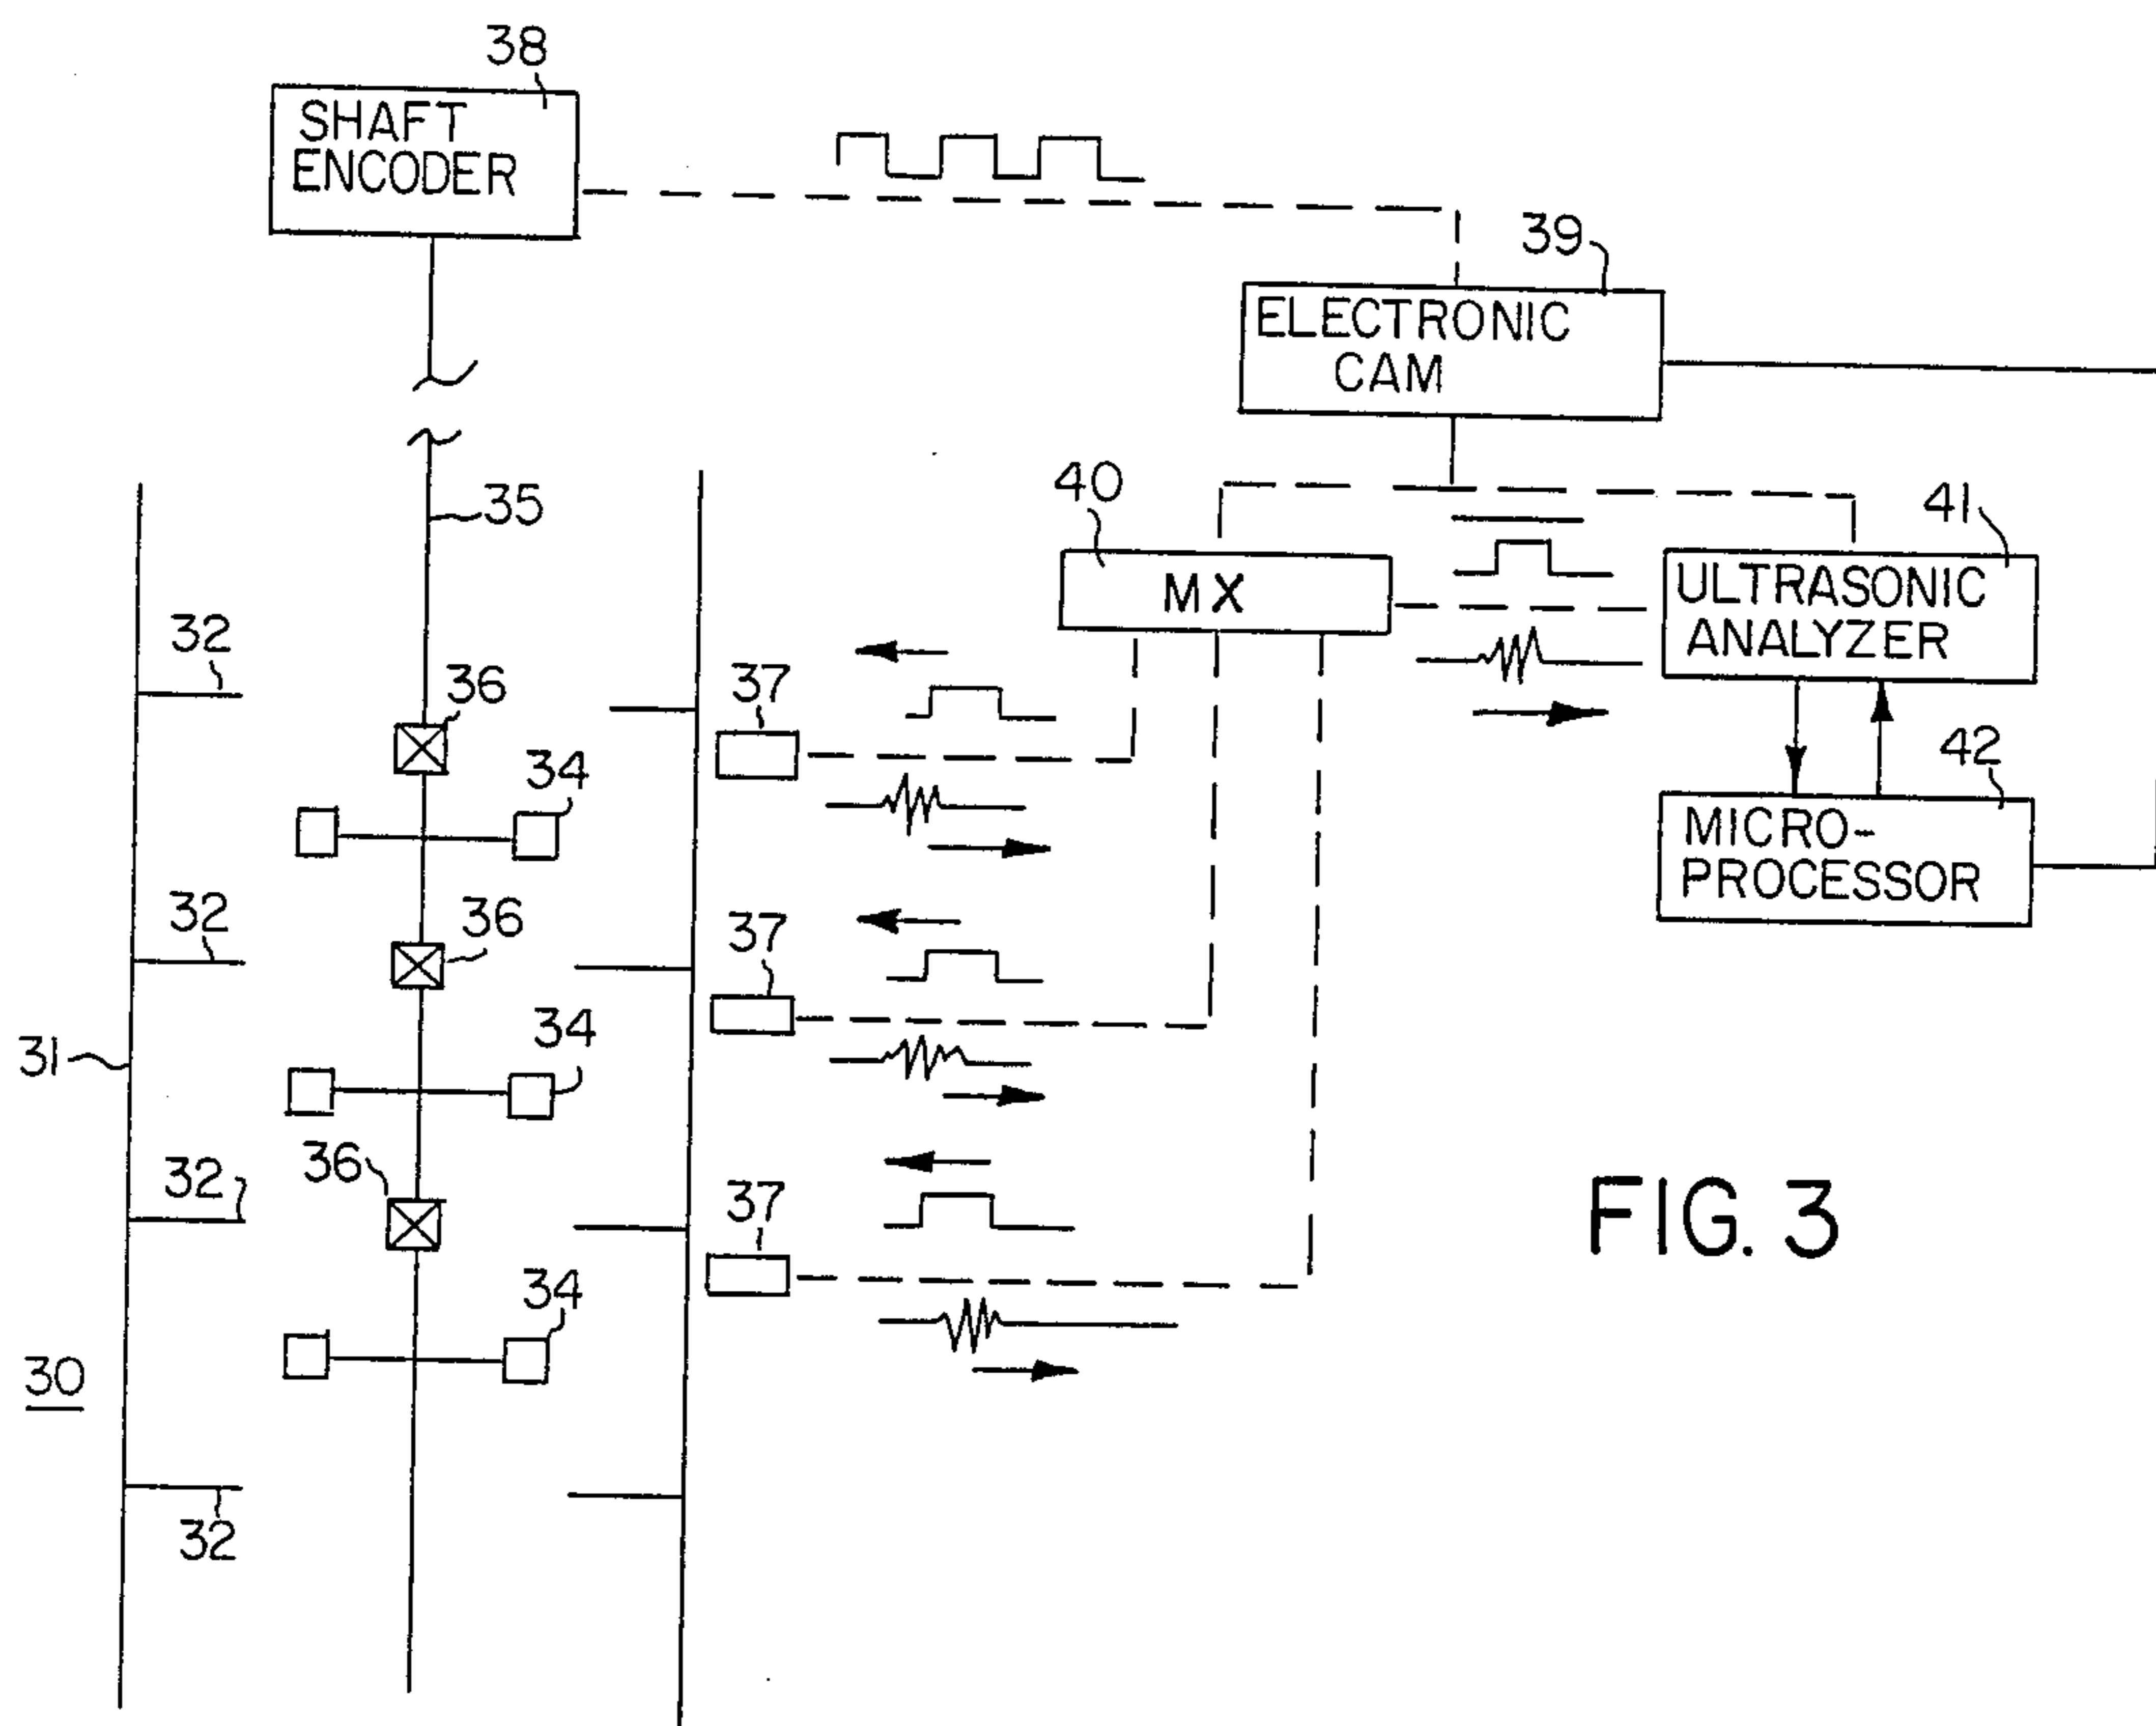 38
SHAFT
ENCODER
39
ELECTRONIC
CAM
35
40
MX
41
ULTRASONIC
ANALYZER
32
36
37
34
42
MICRO-
PROCESSOR
32
36
37
31
34
32
36
37
34
30
32
FIG. 3